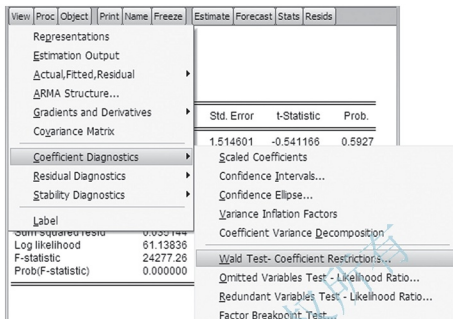 View Proc Object Print Name Freeze Estimate Forecast Stats Resids
Representations
Estimation Output
Actual,Fitted,Residual
ARMA Structure...
Gradients and Derivatives
Covariance Matrix
Coefficient Diagnostics
Residual Diagnostics
Stability Diagnostics
Label
Std. Error t-Statistic Prob.
1.514601 -0.541166 0.5927
Scaled Coefficients
Confidence Intervals...
Confidence Ellipse...
Variance Inflation Factors
Coefficient Variance Decomposition
Wald Test- Coefficient Restrictions...
Omitted Variables Test - Likelihood Ratio...
Redundant Variables Test - Likelihood Ratio...
Factor Breakpoint Test...
Sum squared resid 0.035144
Log likelihood 61.13836
F-statistic 24277.26
Prob(F-statistic) 0.000000
权所有